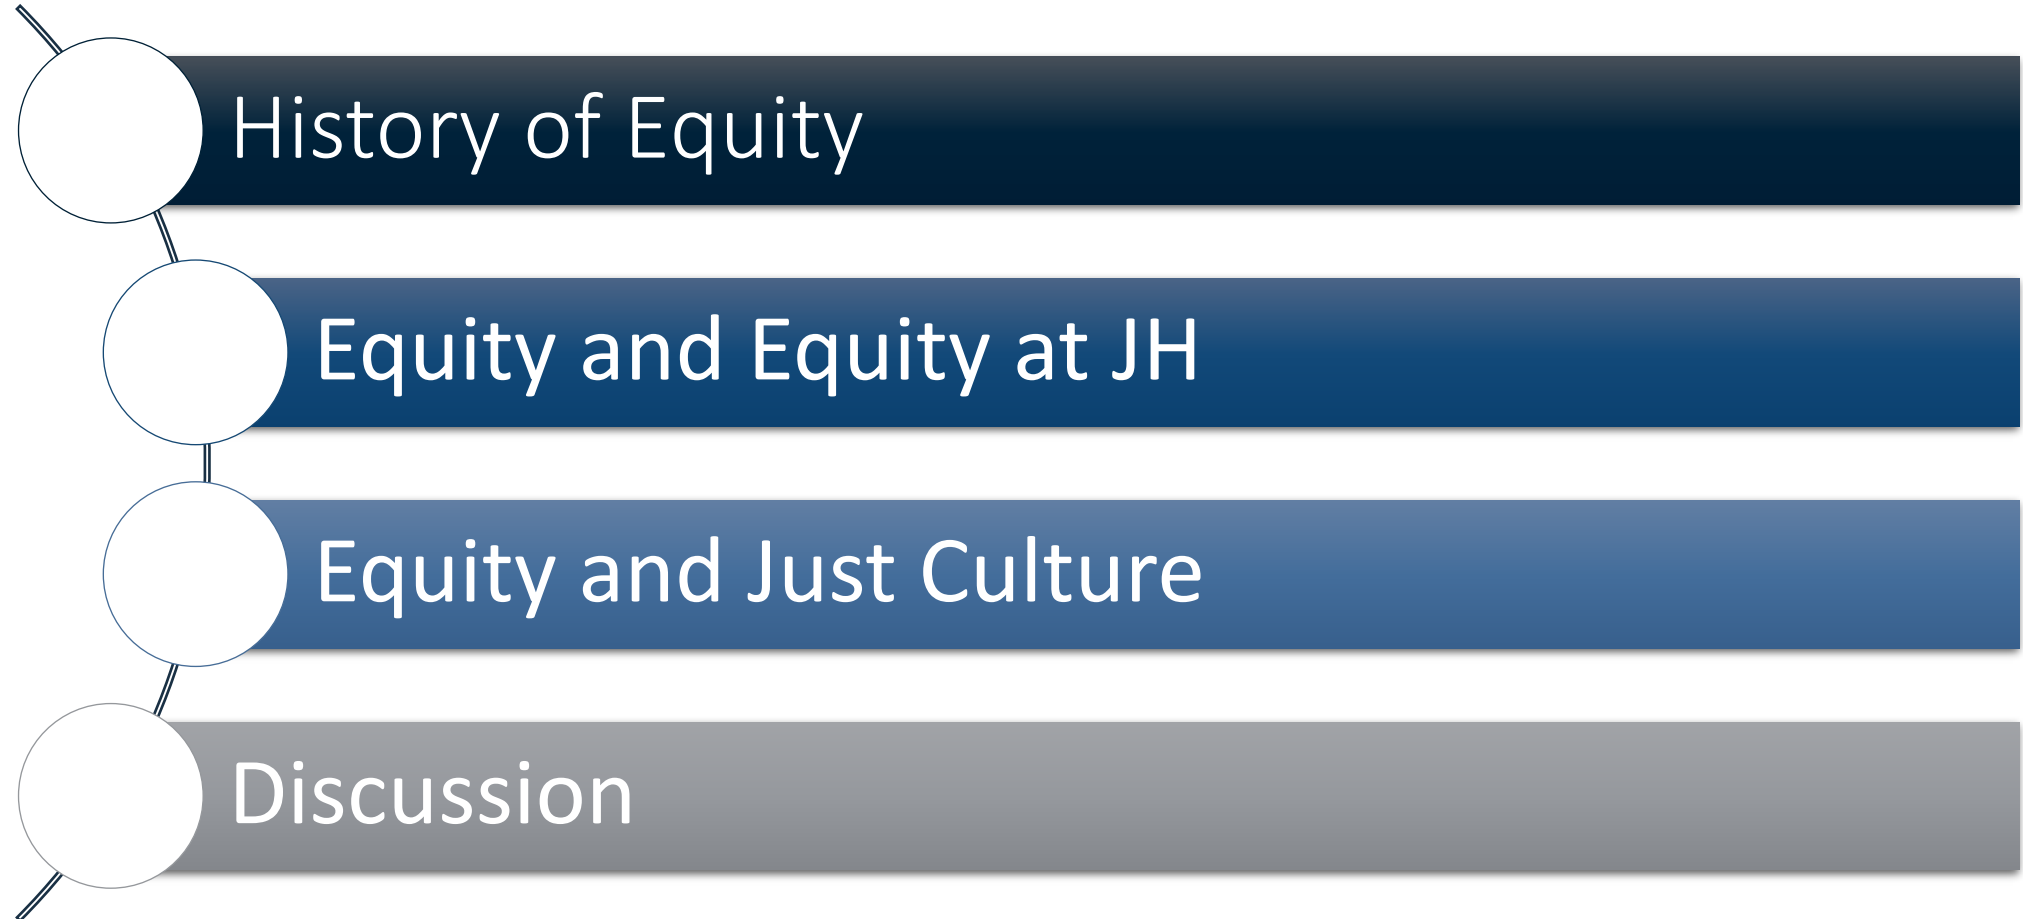 History of Equity
Equity and Equity at JH
Equity and Just Culture
Discussion